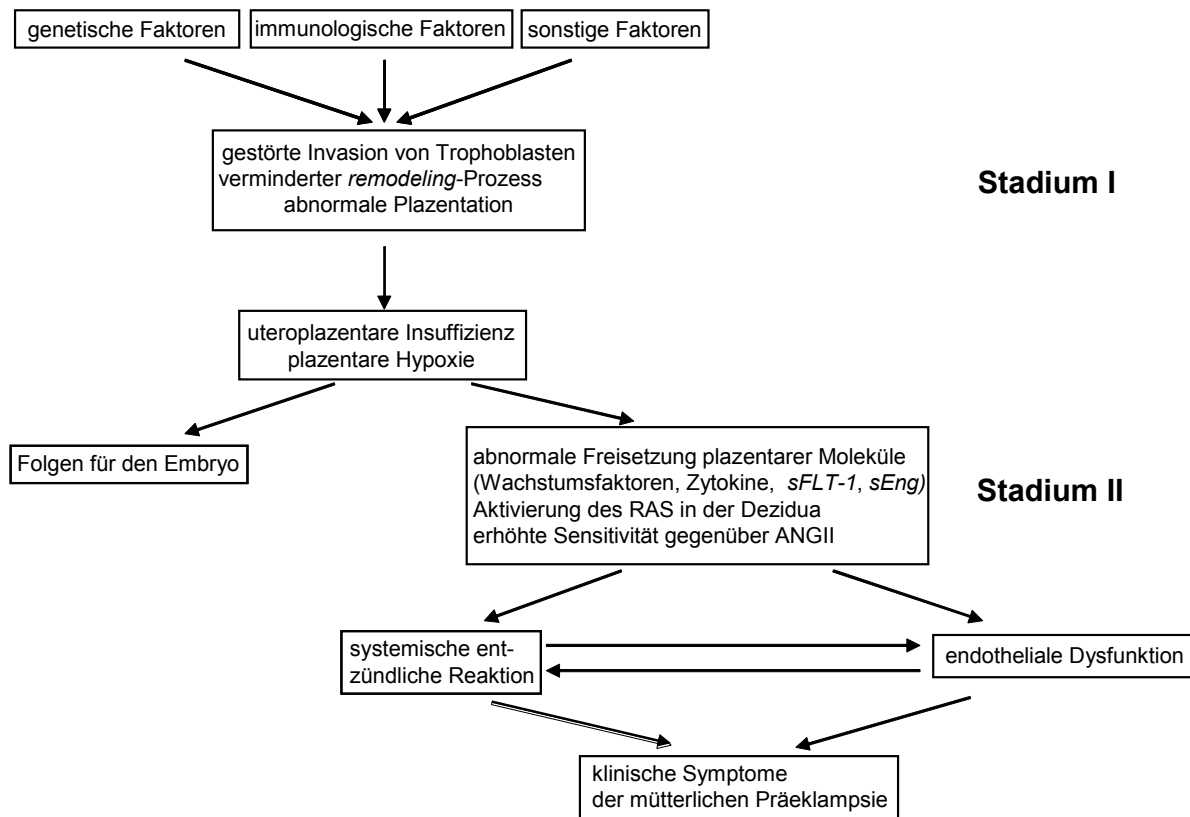 genetische Faktoren
immunologische Faktoren
sonstige Faktoren
gestörte Invasion von Trophoblasten
verminderter remodeling-Prozess
abnormale Plazentation
Stadium I
uteroplazentare Insuffizienz
plazentare Hypoxie
Folgen für den Embryo
abnormale Freisetzung plazentarer Moleküle
(Wachstumsfaktoren, Zytokine, sFLT-1, sEng)
Aktivierung des RAS in der Dezidua
erhöhte Sensitivität gegenüber ANGII
Stadium II
systemische ent-
zündliche Reaktion
endotheliale Dysfunktion
klinische Symptome
der mütterlichen Präeklampsie